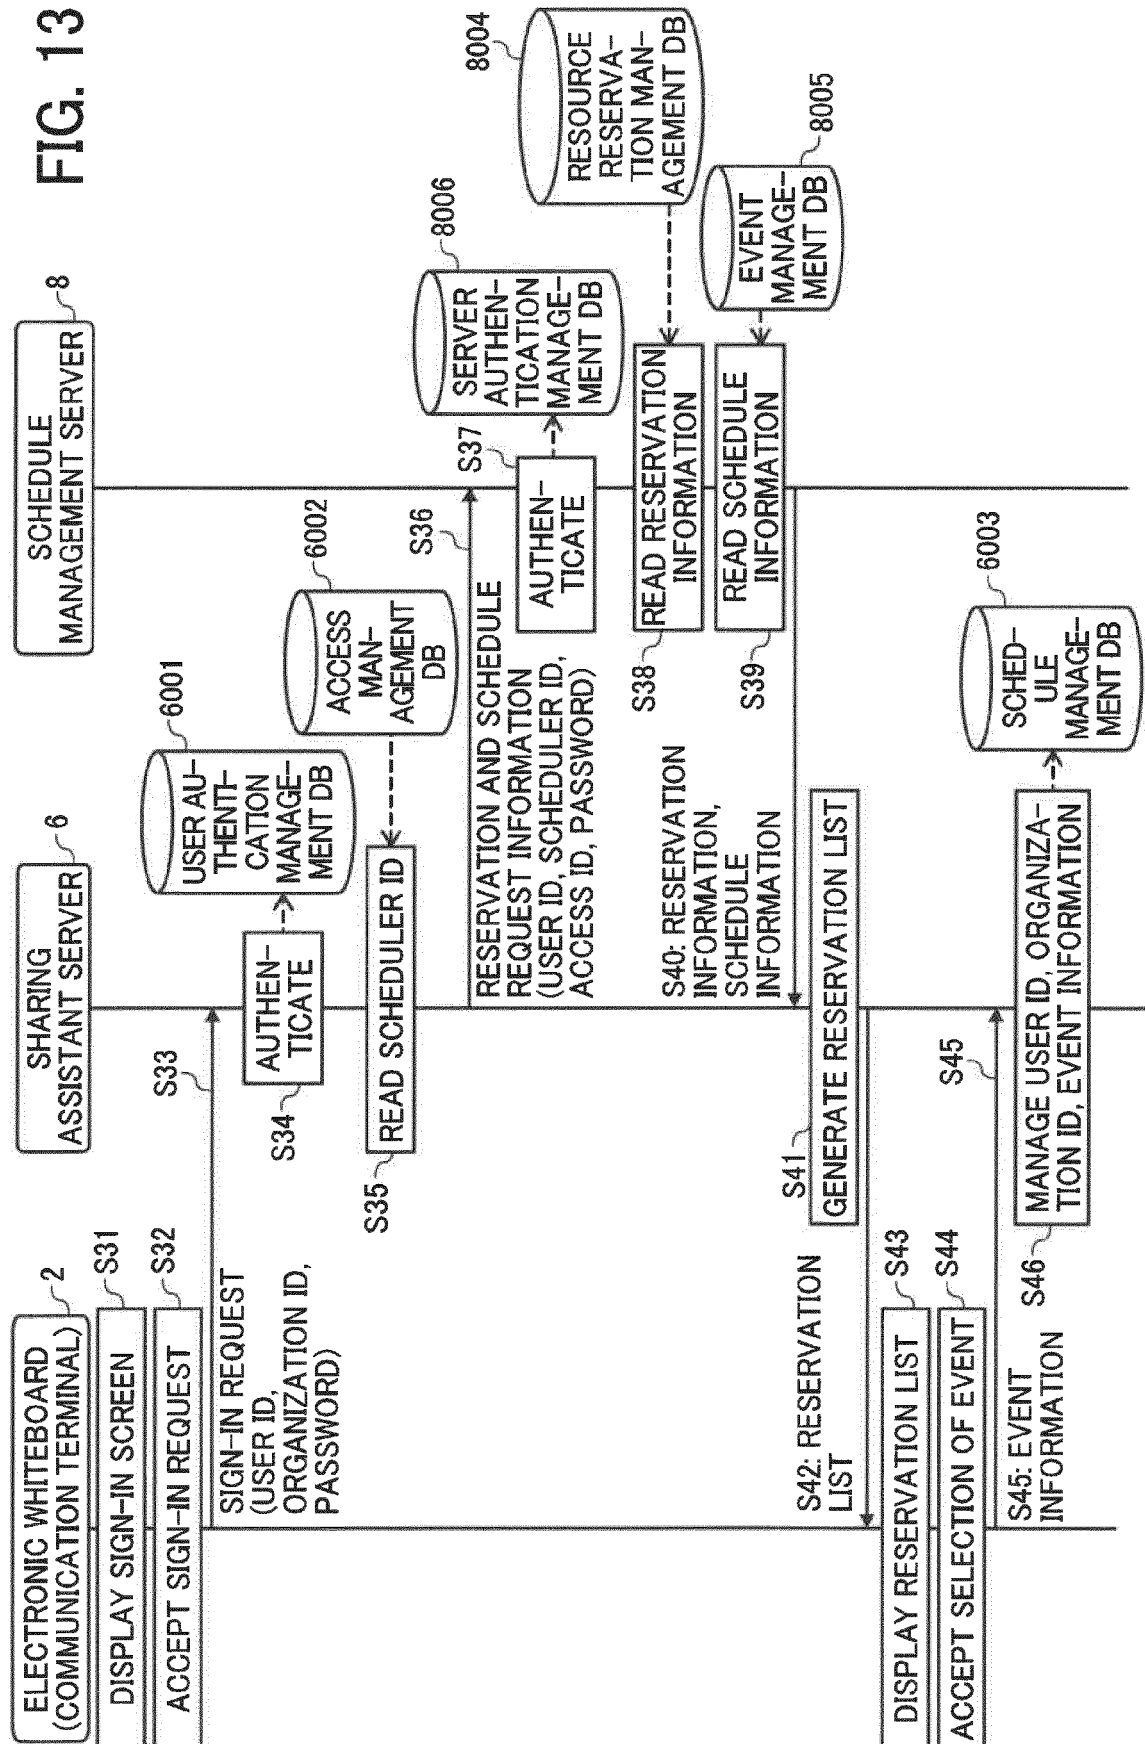 FIG. 13
ELECTRONIC WHITEBOARD
(COMMUNICATION TERMINAL)
2
SHARING
ASSISTANT SERVER
6
SCHEDULE
MANAGEMENT SERVER
8
DISPLAY SIGN-IN SCREEN
S31
ACCEPT SIGN-IN REQUEST
S32
S33
SIGN-IN REQUEST
(USER ID,
ORGANIZATION ID,
PASSWORD)
S34
AUTHEN-
TICATE
USER AU-
THENTI-
CATION
MANAGE-
MENT DB
6001
S35
READ SCHEDULER ID
ACCESS
MAN-
AGEMENT
DB
6002
S36
RESERVATION AND SCHEDULE
REQUEST INFORMATION
(USER ID, SCHEDULER ID,
ACCESS ID, PASSWORD)
S37
AUTHEN-
TICATE
SERVER
AUTHEN-
TICATION
MANAGE-
MENT DB
8006
S38
READ RESERVATION
INFORMATION
RESOURCE
RESERVA-
TION MAN-
AGEMENT DB
8004
S39
READ SCHEDULE
INFORMATION
EVENT
MANAGE-
MENT DB
8005
S40: RESERVATION
INFORMATION,
SCHEDULE
INFORMATION
S41
GENERATE RESERVATION LIST
S42: RESERVATION
LIST
DISPLAY RESERVATION LIST
S43
ACCEPT SELECTION OF EVENT
S44
S45
S45: EVENT
INFORMATION
S46
MANAGE USER ID, ORGANIZA-
TION ID, EVENT INFORMATION
SCHED-
ULE
MANAGE-
MENT DB
6003